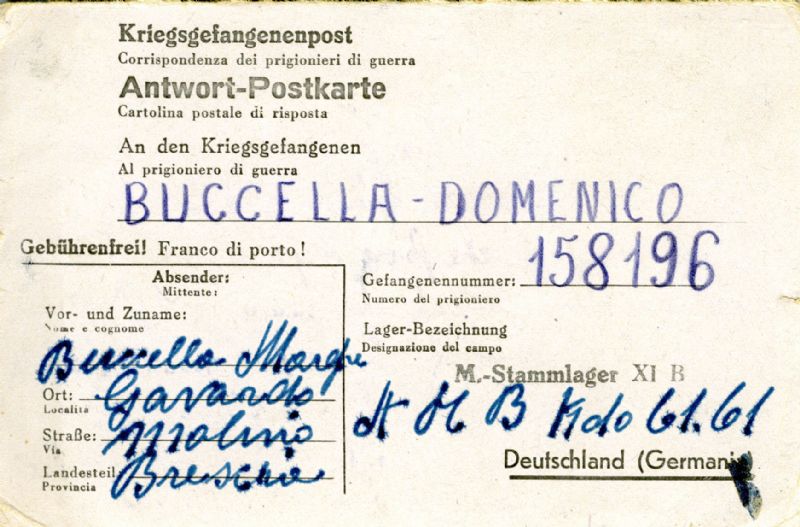 Kriegsgefangenenpost
Corrispondenza dei prigionieri di guerra
Antwort-Postkarte
Cartolina postale di risposta
An den Kriegsgefangenen
Al prigioniero di guerra
BUCCELLA-DOMENICO
Gebührenfrei! Franco di porto!
Absender:
Mittente:
Vor- und Zuname:
Nome e cognome
Buccella
Ort: Gavardo
Località
Straße: Molino
Via
Landesteil: Brescia
Provincia
Gefangenennummer: 158196
Numero del prigioniero
Lager-Bezeichnung
Designazione del campo
M.-Stammlager XI B
Kdo 61.61
Deutschland (Germania